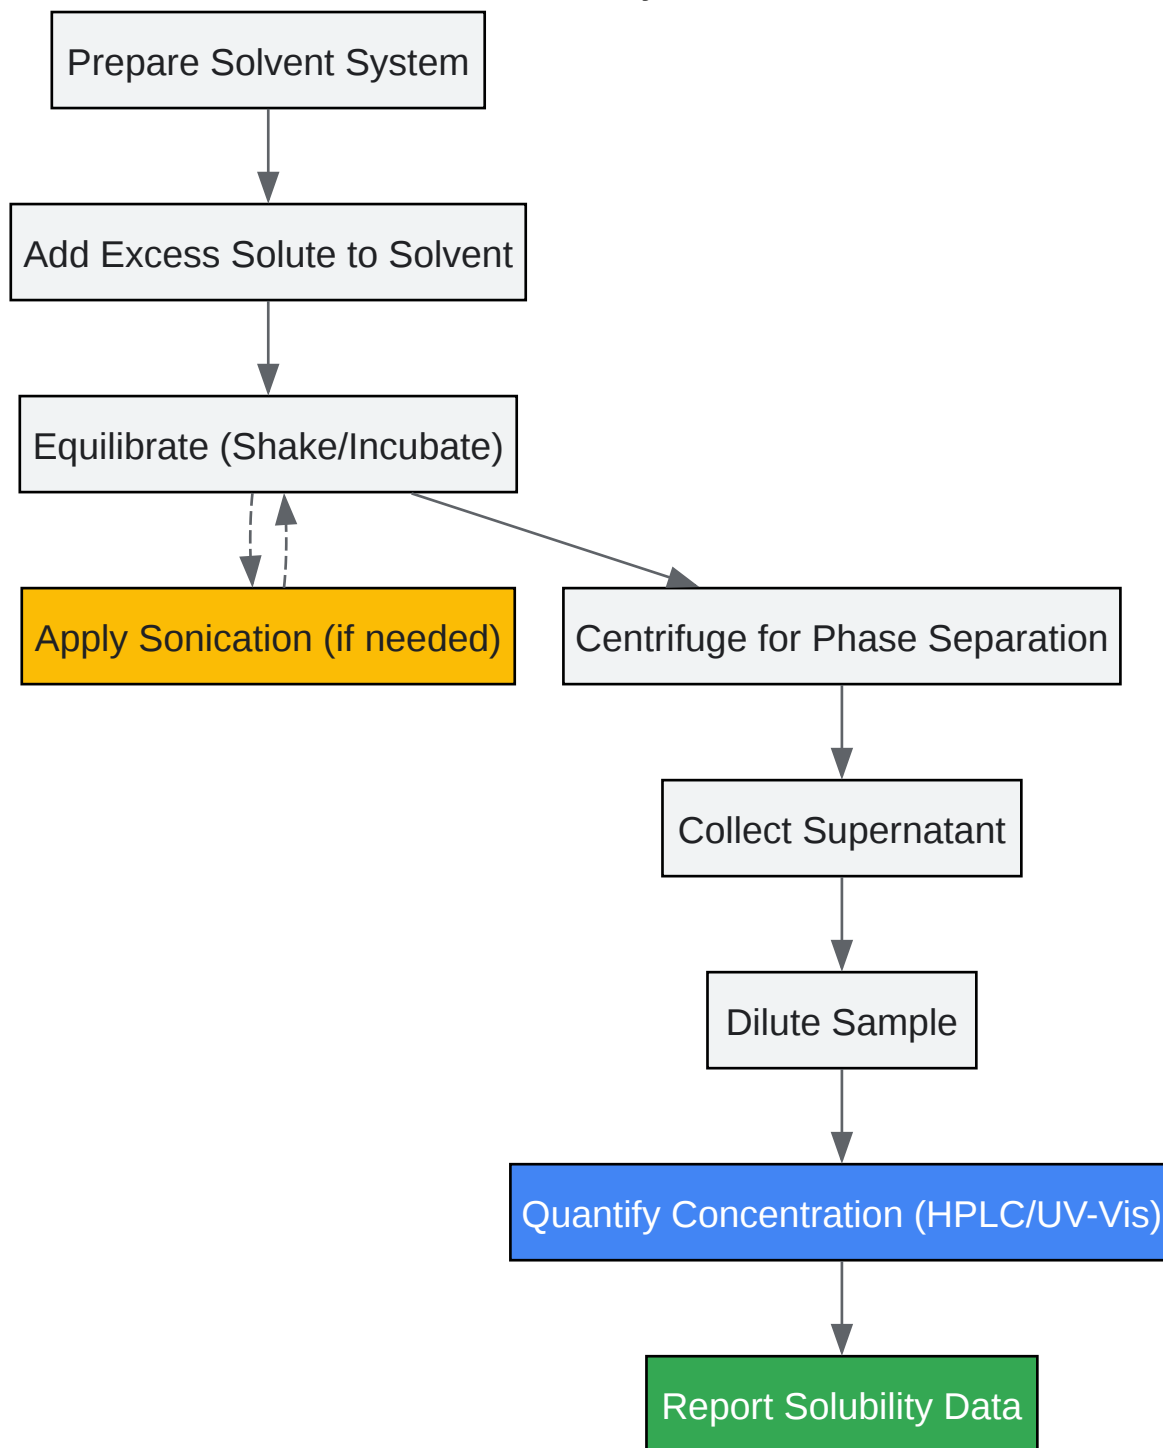 Prepare Solvent System
Add Excess Solute to Solvent
Equilibrate (Shake/Incubate)
Apply Sonication (if needed)
Centrifuge for Phase Separation
Collect Supernatant
Dilute Sample
Quantify Concentration (HPLC/UV-Vis)
Report Solubility Data